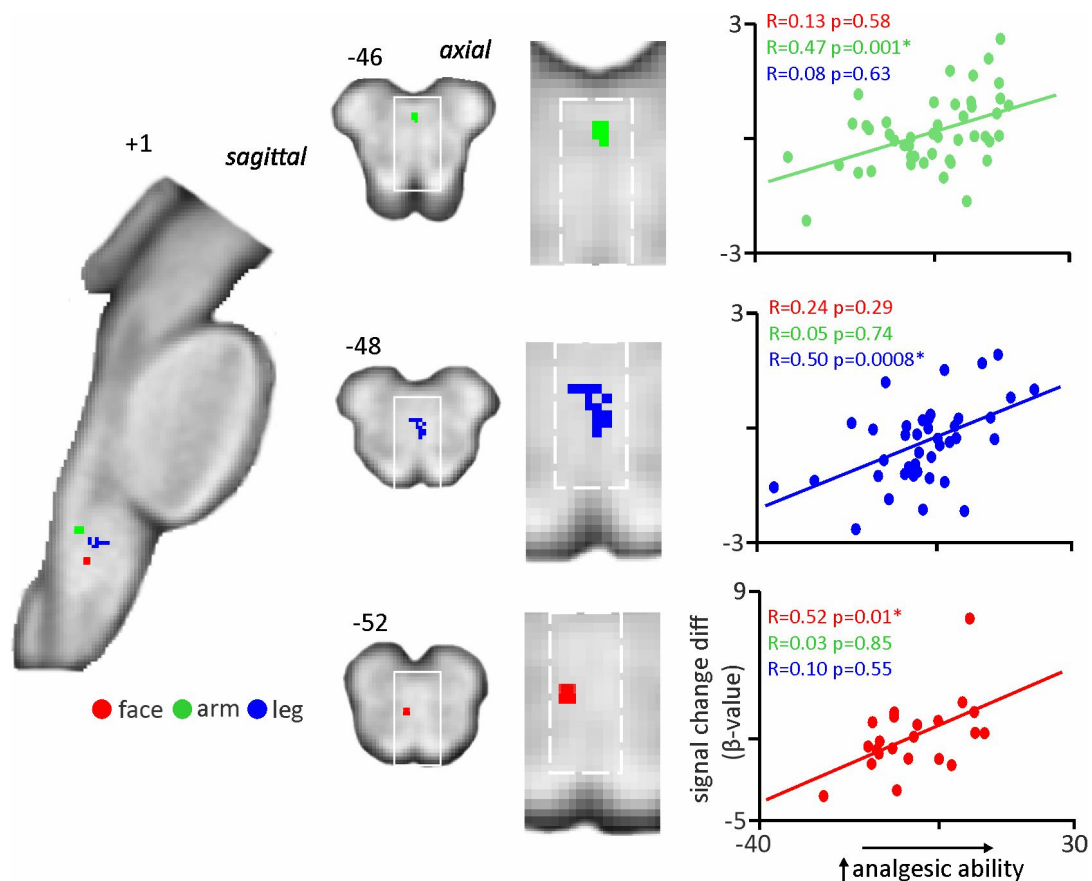 +1
sagittal
-46
axial
-48
-52
face arm leg
3
R=0.13 p=0.58
R=0.47 p=0.001*
R=0.08 p=0.63
-3
3
R=0.24 p=0.29
R=0.05 p=0.74
R=0.50 p=0.0008*
-3
9
R=0.52 p=0.01*
R=0.03 p=0.85
R=0.10 p=0.55
signal change diff
(β-value)
-5
-40
30
analgesic ability